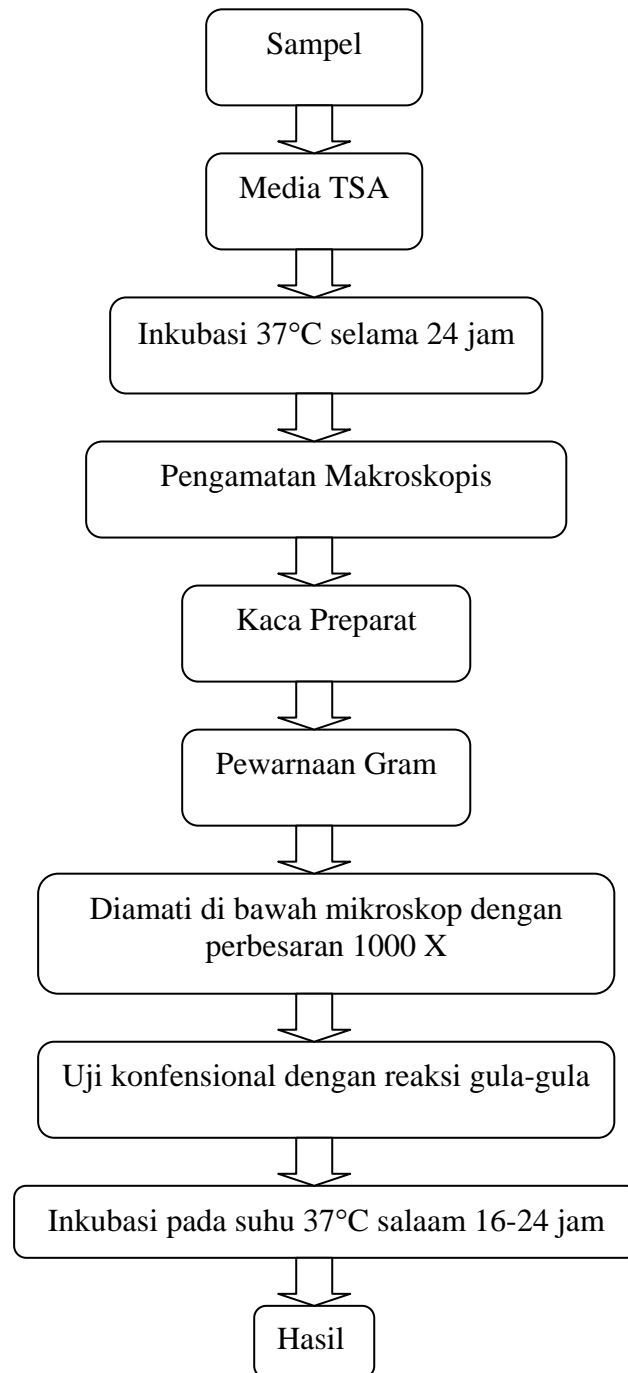 Sampel
Media TSA
Inkubasi 37°C selama 24 jam
Pengamatan Makroskopis
Kaca Preparat
Pewarnaan Gram
Diamati di bawah mikroskop dengan
perbesaran 1000 X
Uji konfensional dengan reaksi gula-gula
Inkubasi pada suhu 37°C salaam 16-24 jam
Hasil